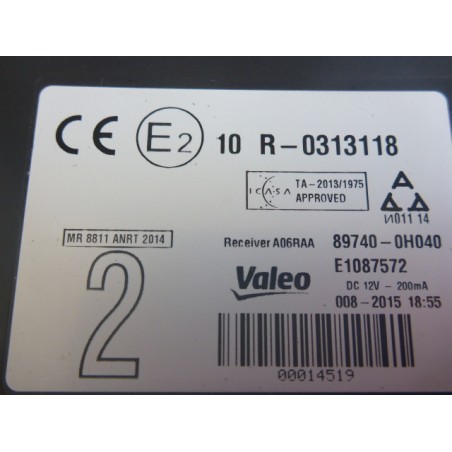 CE E2 10 R-0313118
ICASA TA-2013/1975
APPROVED
И011 14
MR 8811 ANRT 2014
Receiver A06RAA 89740-0H040
2
Valeo E1087572
DC 12V - 200mA
008-2015 18:55
00014519